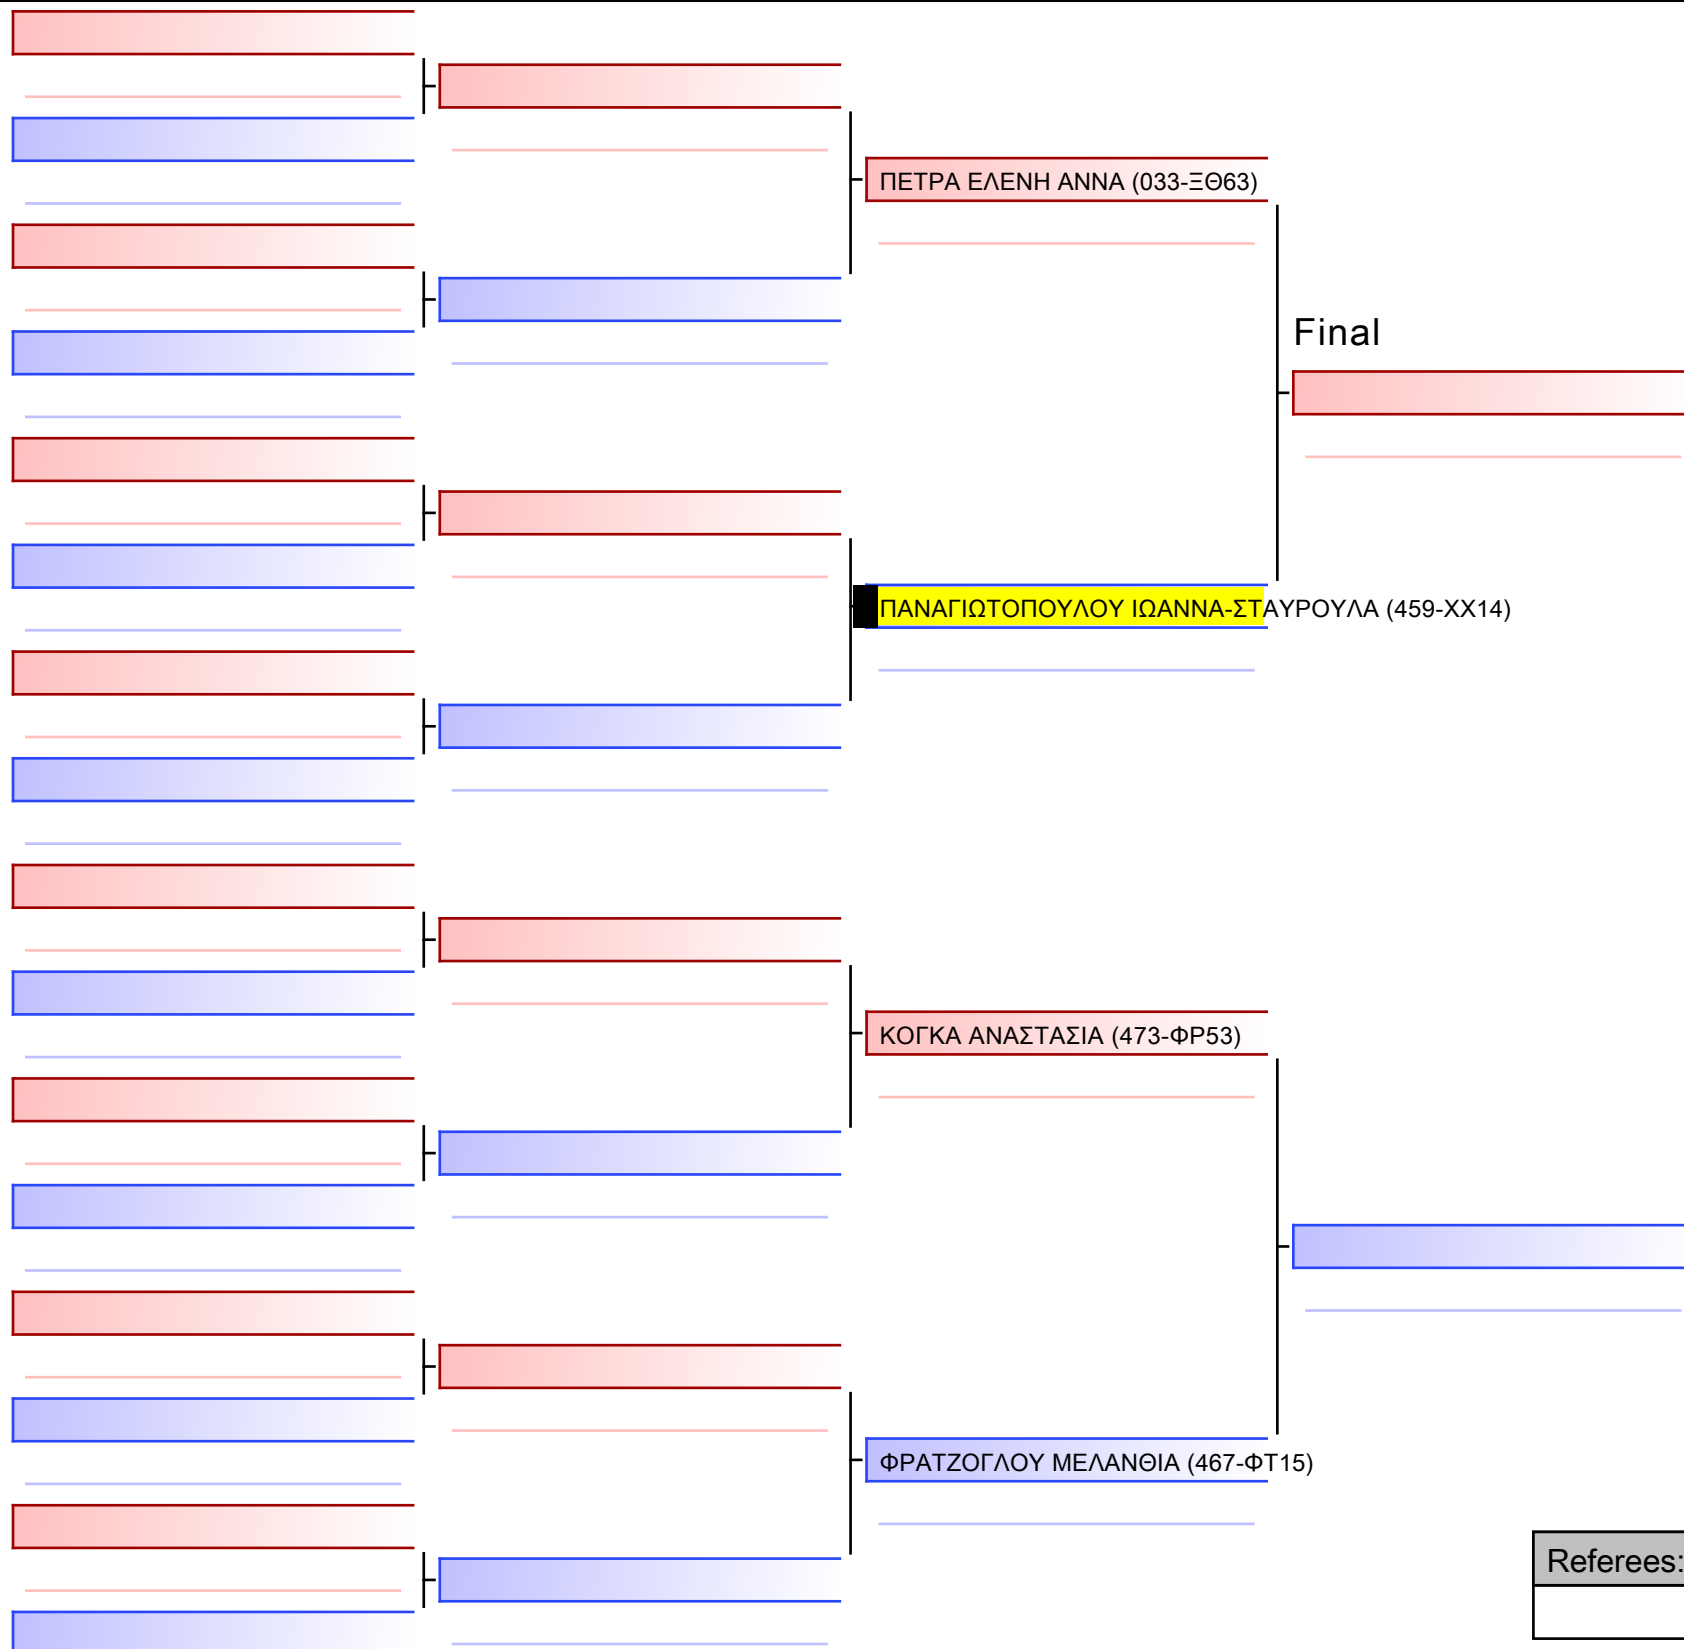 ΠΕΤΡΑ ΕΛΕΝΗ ΑΝΝΑ (033-ΞΘ63)
Final
ΠΑΝΑΓΙΩΤΟΠΟΥΛΟΥ ΙΩΑΝΝΑ-ΣΤΑΥΡΟΥΛΑ (459-ΧΧ14)
ΚΟΓΚΑ ΑΝΑΣΤΑΣΙΑ (473-ΦΡ53)
ΦΡΑΤΖΟΓΛΟΥ ΜΕΛΑΝΘΙΑ (467-ΦΤ15)
Referees: